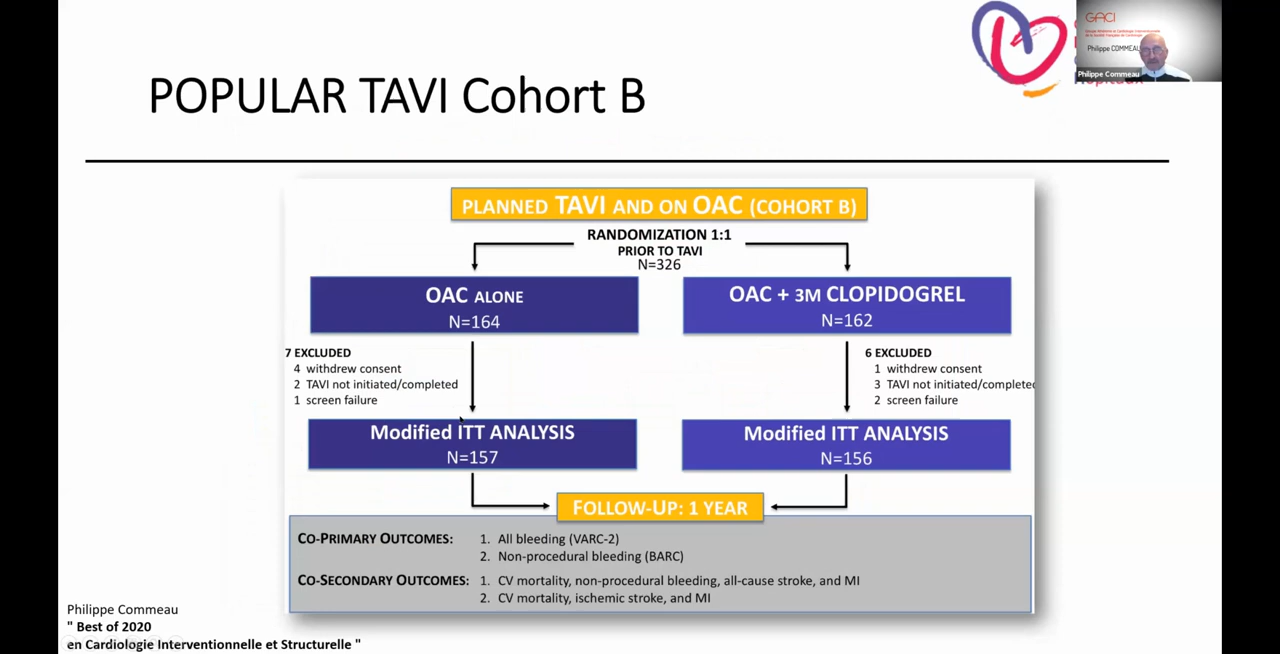 GACI
Philippe COMMEAU
Philippe Commeau
POPULAR TAVI Cohort B
PLANNED TAVI AND ON OAC (COHORT B)
RANDOMIZATION 1:1
PRIOR TO TAVI
N=326
OAC ALONE
N=164
OAC + 3M CLOPIDOGREL
N=162
7 EXCLUDED
4 withdrew consent
2 TAVI not initiated/completed
1 screen failure
6 EXCLUDED
1 withdrew consent
3 TAVI not initiated/completed
2 screen failure
Modified ITT ANALYSIS
N=157
Modified ITT ANALYSIS
N=156
FOLLOW-UP: 1 YEAR
CO-PRIMARY OUTCOMES: 1. All bleeding (VARC-2)
2. Non-procedural bleeding (BARC)
CO-SECONDARY OUTCOMES: 1. CV mortality, non-procedural bleeding, all-cause stroke, and MI
2. CV mortality, ischemic stroke, and MI
Philippe Commeau
" Best of 2020
en Cardiologie Interventionnelle et Structurelle "